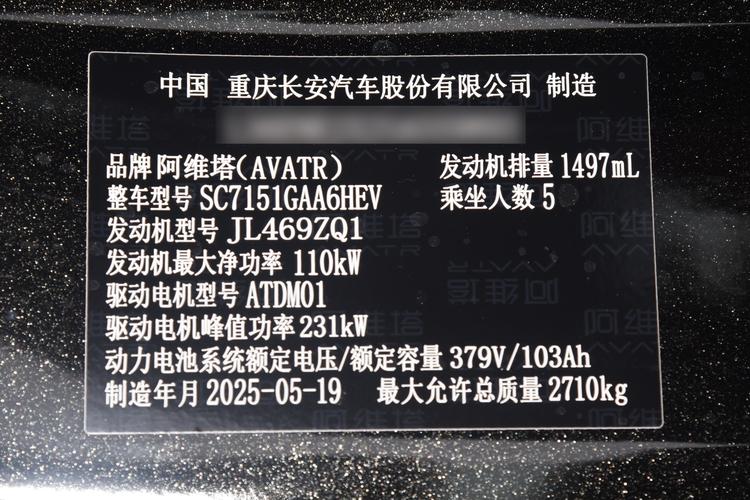 中国 重庆长安汽车股份有限公司 制造
品牌 阿维塔(AVATR) 发动机排量 1497mL
整车型号 SC7151GAA6HEV 乘坐人数 5
发动机型号 JL469ZQ1
发动机最大净功率 110kW
驱动电机型号 ATDM01
驱动电机峰值功率 231kW
动力电池系统额定电压/额定容量 379V/103Ah
制造年月 2025-05-19 最大允许总质量 2710kg